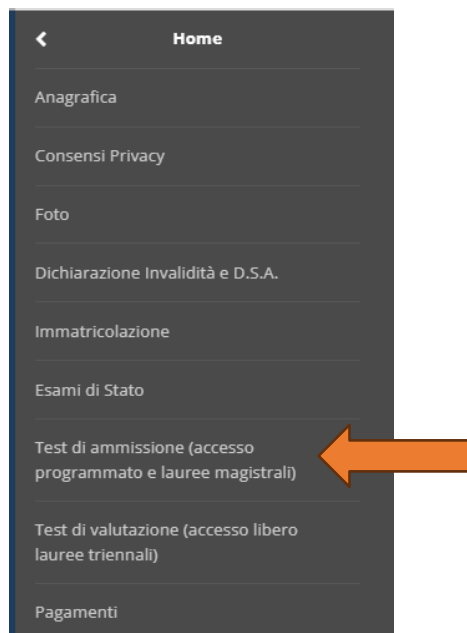 Home
Anagrafica
Consensi Privacy
Foto
Dichiarazione Invalidità e D.S.A.
Immatricolazione
Esami di Stato
Test di ammissione (accesso
programmato e lauree magistrali)
Test di valutazione (accesso libero
lauree triennali)
Pagamenti